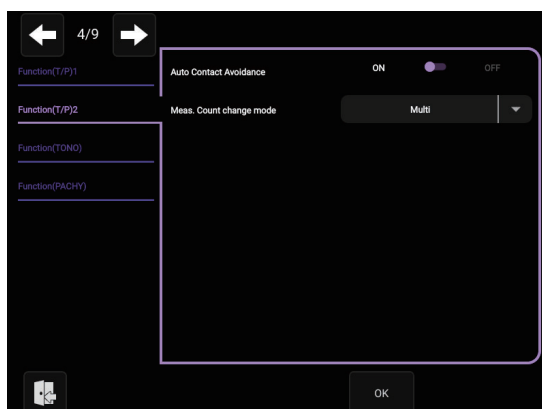 4/9
Function(T/P)1
Function(T/P)2
Function(TONO)
Function(PACHY)
Auto Contact Avoidance ON OFF
Meas. Count change mode Multi
OK